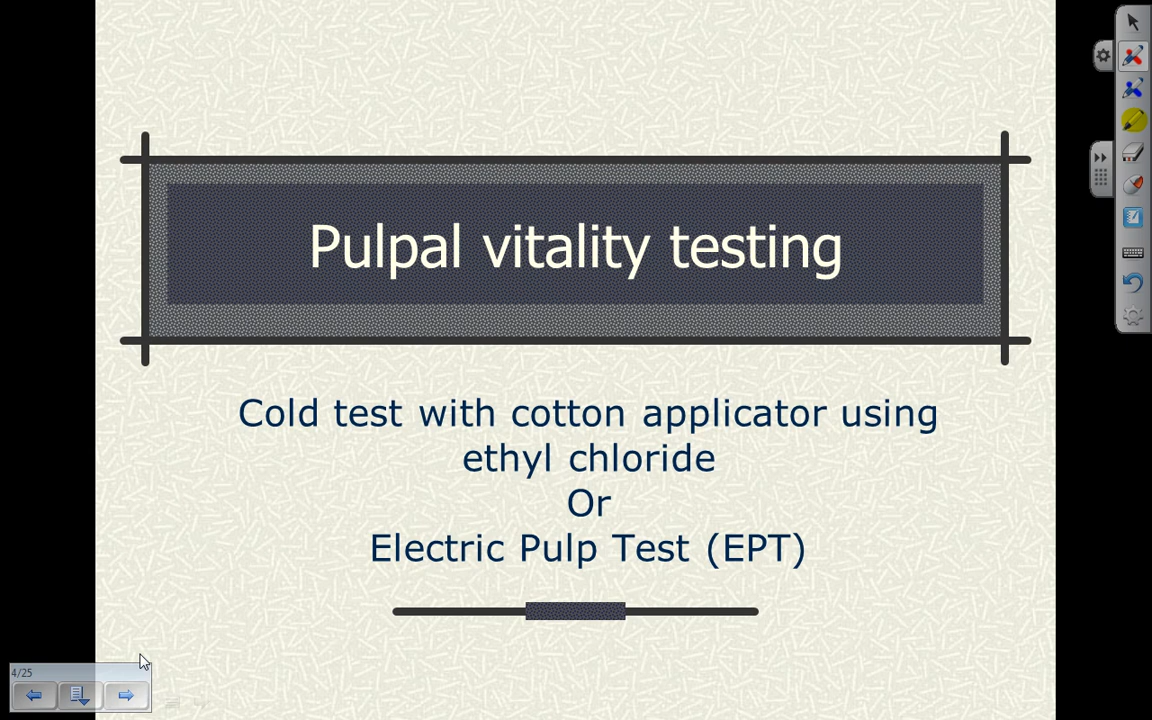 Pulpal vitality testing
Cold test with cotton applicator using
ethyl chloride
Or
Electric Pulp Test (EPT)
4/25